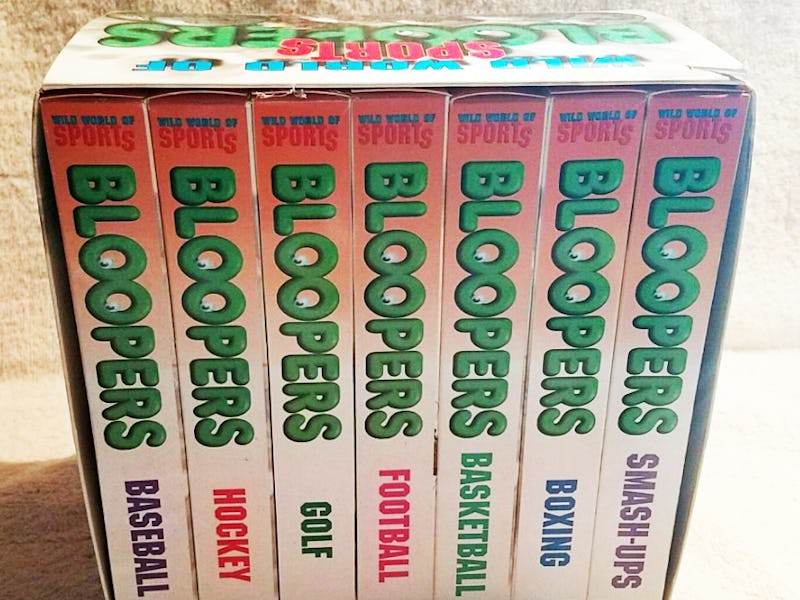 BLOOPERS
SPORTS
WILD WORLD OF
WILD WORLD OF
SPORTS
BLOOPERS
BASEBALL
WILD WORLD OF
SPORTS
BLOOPERS
HOCKEY
WILD WORLD OF
SPORTS
BLOOPERS
GOLF
WILD WORLD OF
SPORTS
BLOOPERS
FOOTBALL
WILD WORLD OF
SPORTS
BLOOPERS
BASKETBALL
WILD WORLD OF
SPORTS
BLOOPERS
BOXING
WILD WORLD OF
SPORTS
BLOOPERS
SMASH-UPS